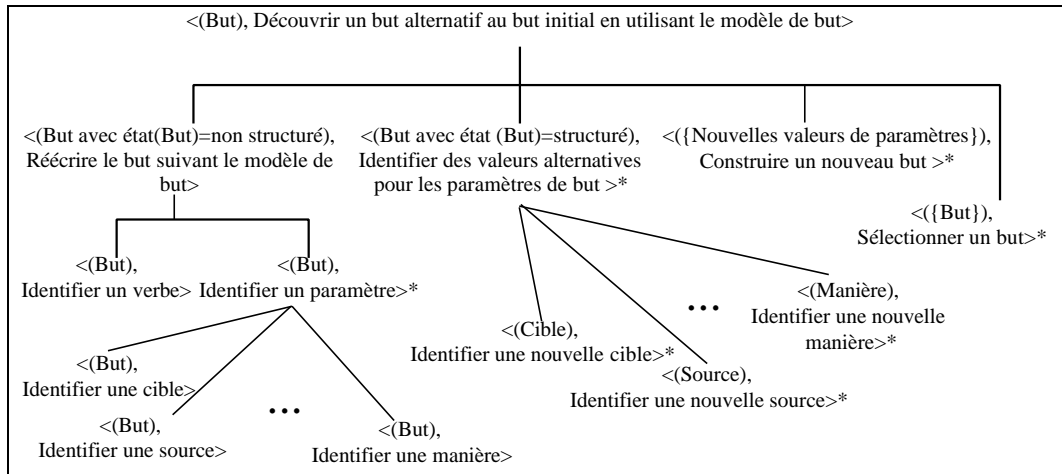 <(But), Découvrir un but alternatif au but initial en utilisant le modèle de but>
<(But avec état(But)=non structuré),
Réécrire le but suivant le modèle de
but>
<(But avec état (But)=structuré),
Identifier des valeurs alternatives
pour les paramètres de but >*
<({Nouvelles valeurs de paramètres}),
Construire un nouveau but >*
<({But}),
Sélectionner un but>*
<(But),
Identifier un verbe>
<(But),
Identifier un paramètre>*
<(But),
Identifier une cible>
<(But),
Identifier une source>
...
<(But),
Identifier une manière>
<(Cible),
Identifier une nouvelle cible>*
<(Source),
Identifier une nouvelle source>*
...
<(Manière),
Identifier une nouvelle
manière>*